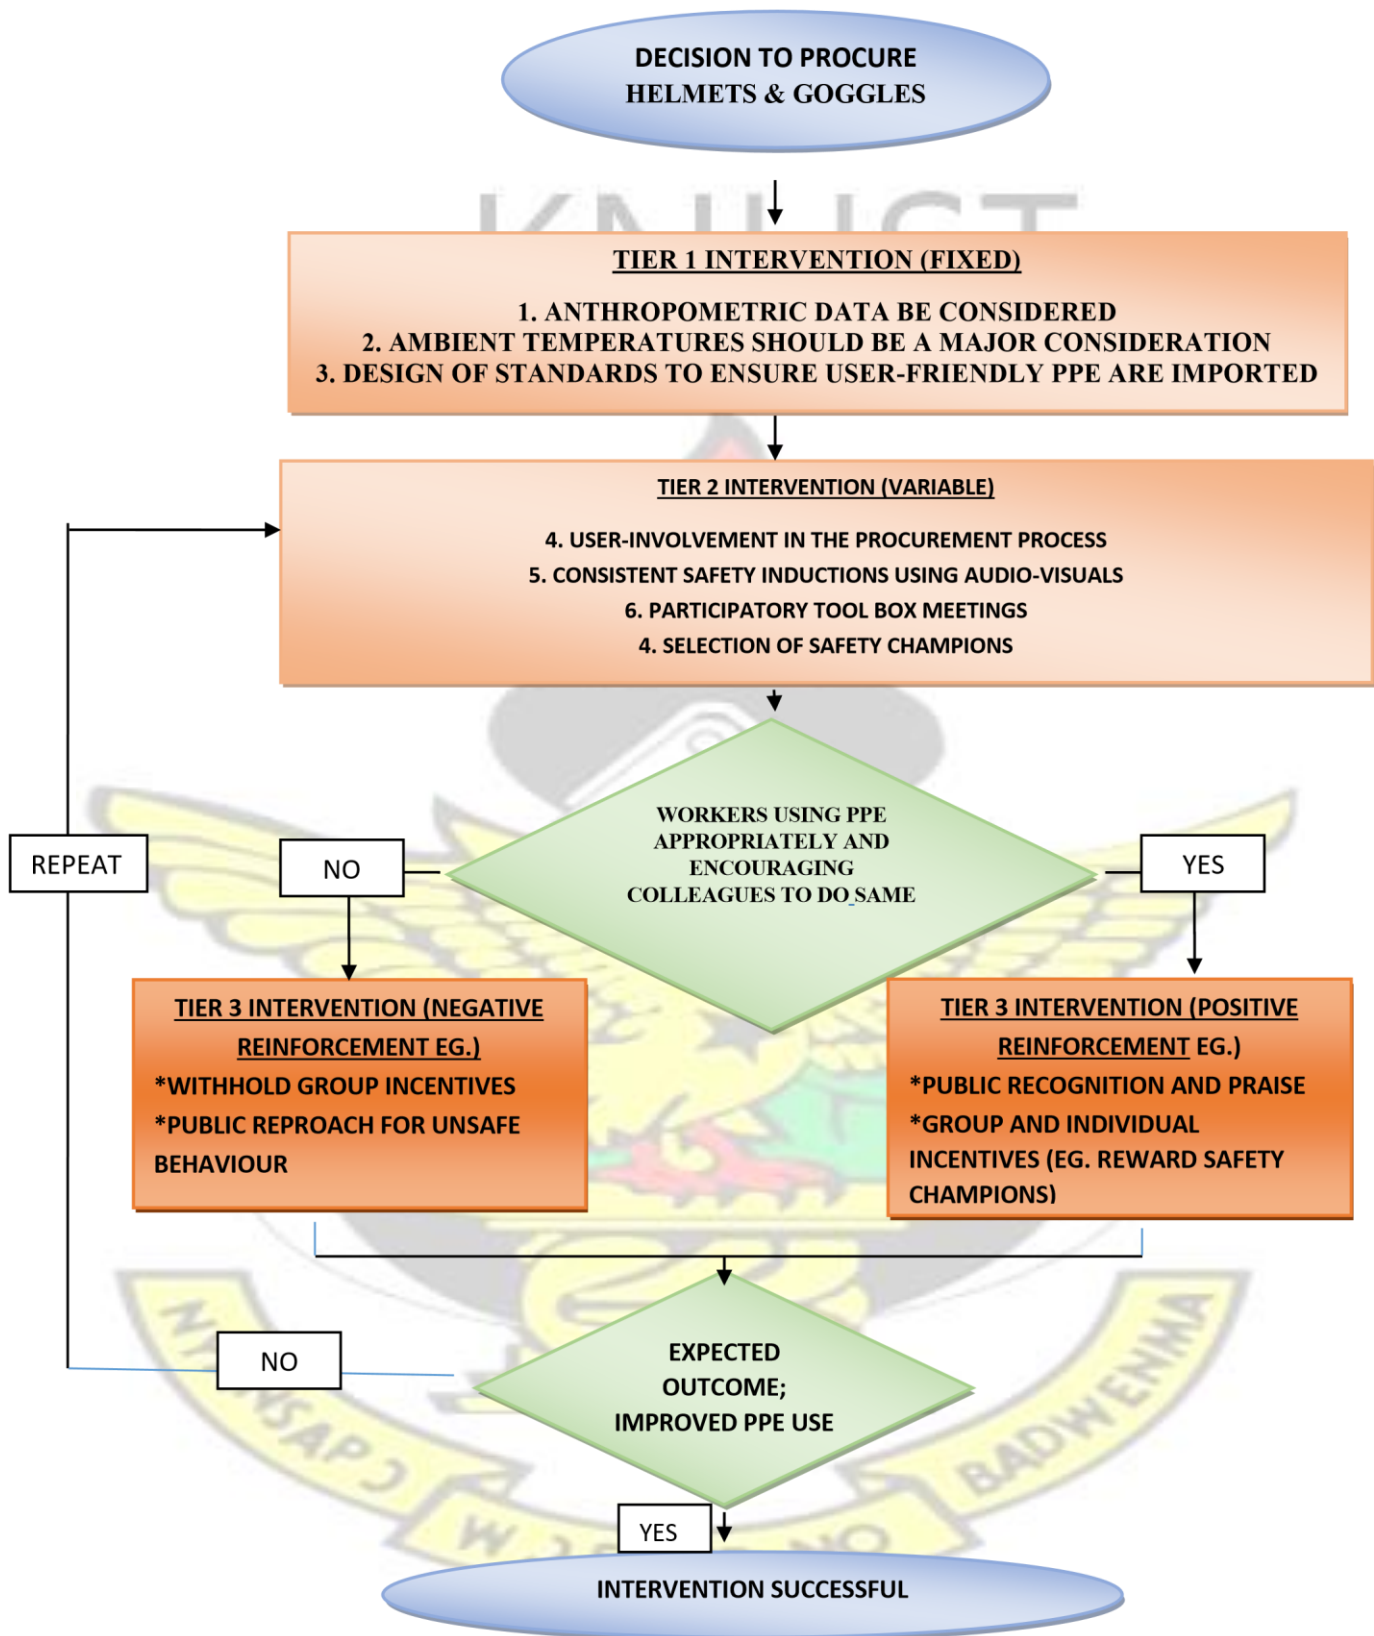 DECISION TO PROCURE
HELMETS & GOGGLES
KNUST
TIER 1 INTERVENTION (FIXED)
1. ANTHROPOMETRIC DATA BE CONSIDERED
2. AMBIENT TEMPERATURES SHOULD BE A MAJOR CONSIDERATION
3. DESIGN OF STANDARDS TO ENSURE USER-FRIENDLY PPE ARE IMPORTED
TIER 2 INTERVENTION (VARIABLE)
4. USER-INVOLVEMENT IN THE PROCUREMENT PROCESS
5. CONSISTENT SAFETY INDUCTIONS USING AUDIO-VISUALS
6. PARTICIPATORY TOOL BOX MEETINGS
4. SELECTION OF SAFETY CHAMPIONS
WORKERS USING PPE
APPROPRIATELY AND
ENCOURAGING
COLLEAGUES TO DO SAME
REPEAT
NO
YES
TIER 3 INTERVENTION (NEGATIVE
REINFORCEMENT EG.)
*WITHHOLD GROUP INCENTIVES
*PUBLIC REPROACH FOR UNSAFE
BEHAVIOUR
TIER 3 INTERVENTION (POSITIVE
REINFORCEMENT EG.)
*PUBLIC RECOGNITION AND PRAISE
*GROUP AND INDIVIDUAL
INCENTIVES (EG. REWARD SAFETY
CHAMPIONS)
NO
EXPECTED
OUTCOME;
IMPROVED PPE USE
BADWENMA
YES
INTERVENTION SUCCESSFUL